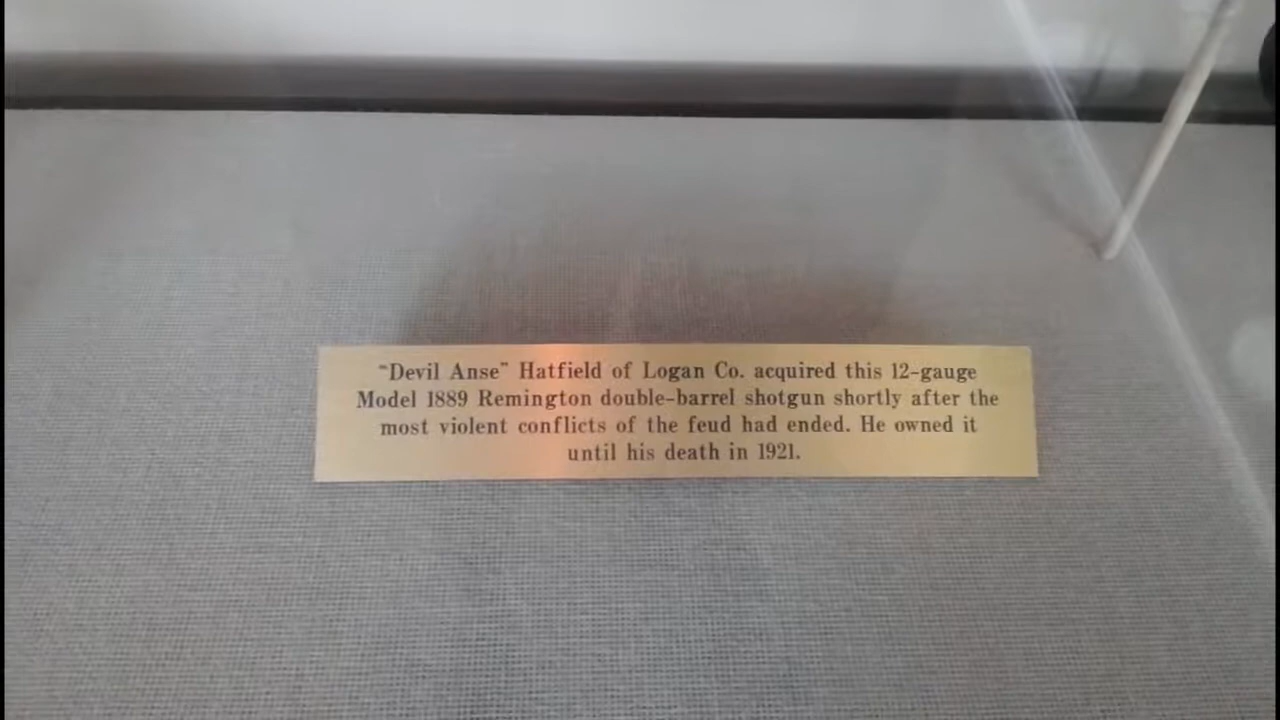 "Devil Anse" Hatfield of Logan Co. acquired this 12-gauge
Model 1889 Remington double-barrel shotgun shortly after the
most violent conflicts of the feud had ended. He owned it
until his death in 1921.